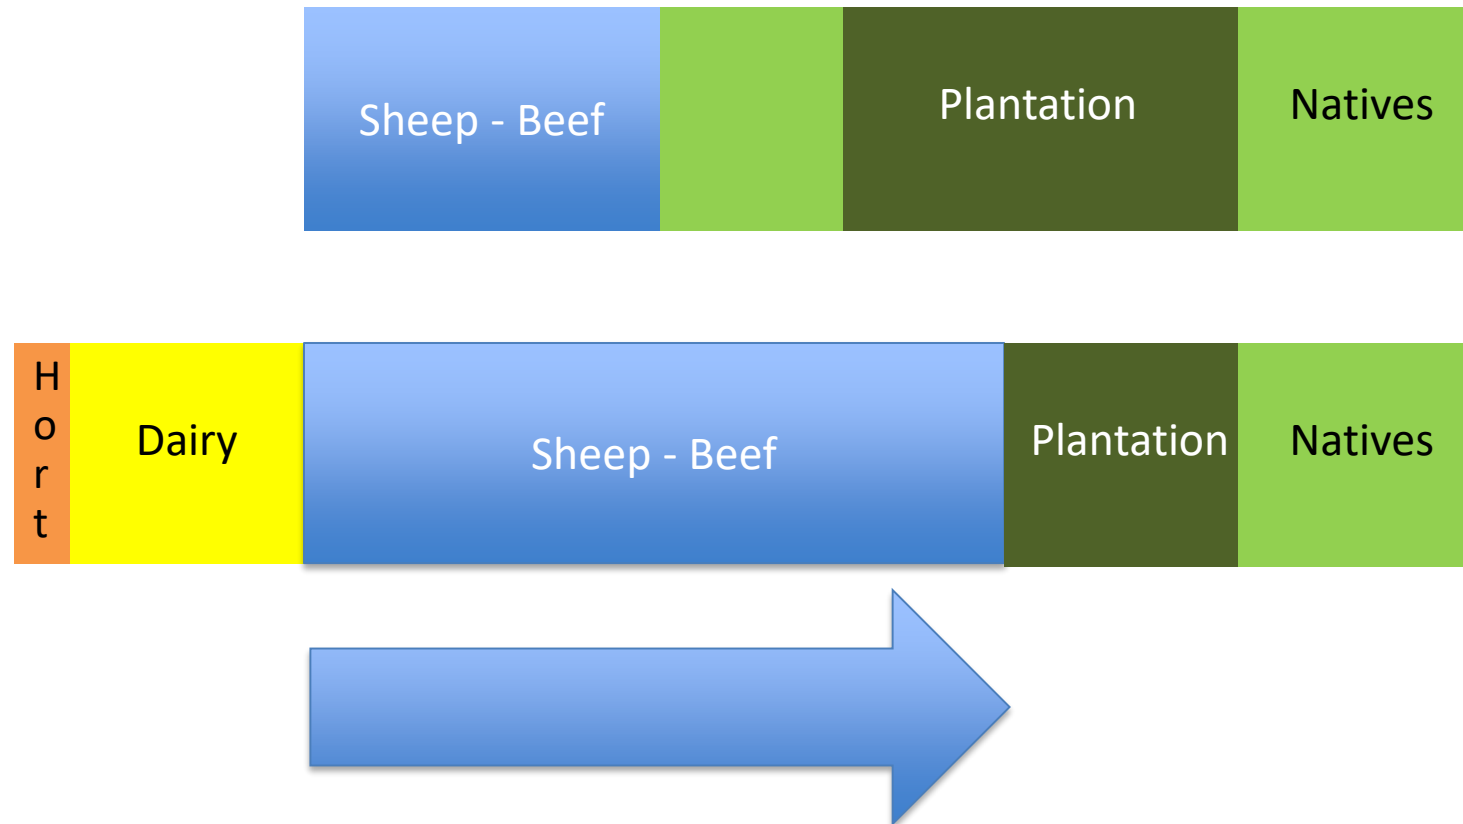 Sheep - Beef
Plantation
Natives
H
o
r
t
Dairy
Sheep - Beef
Plantation
Natives